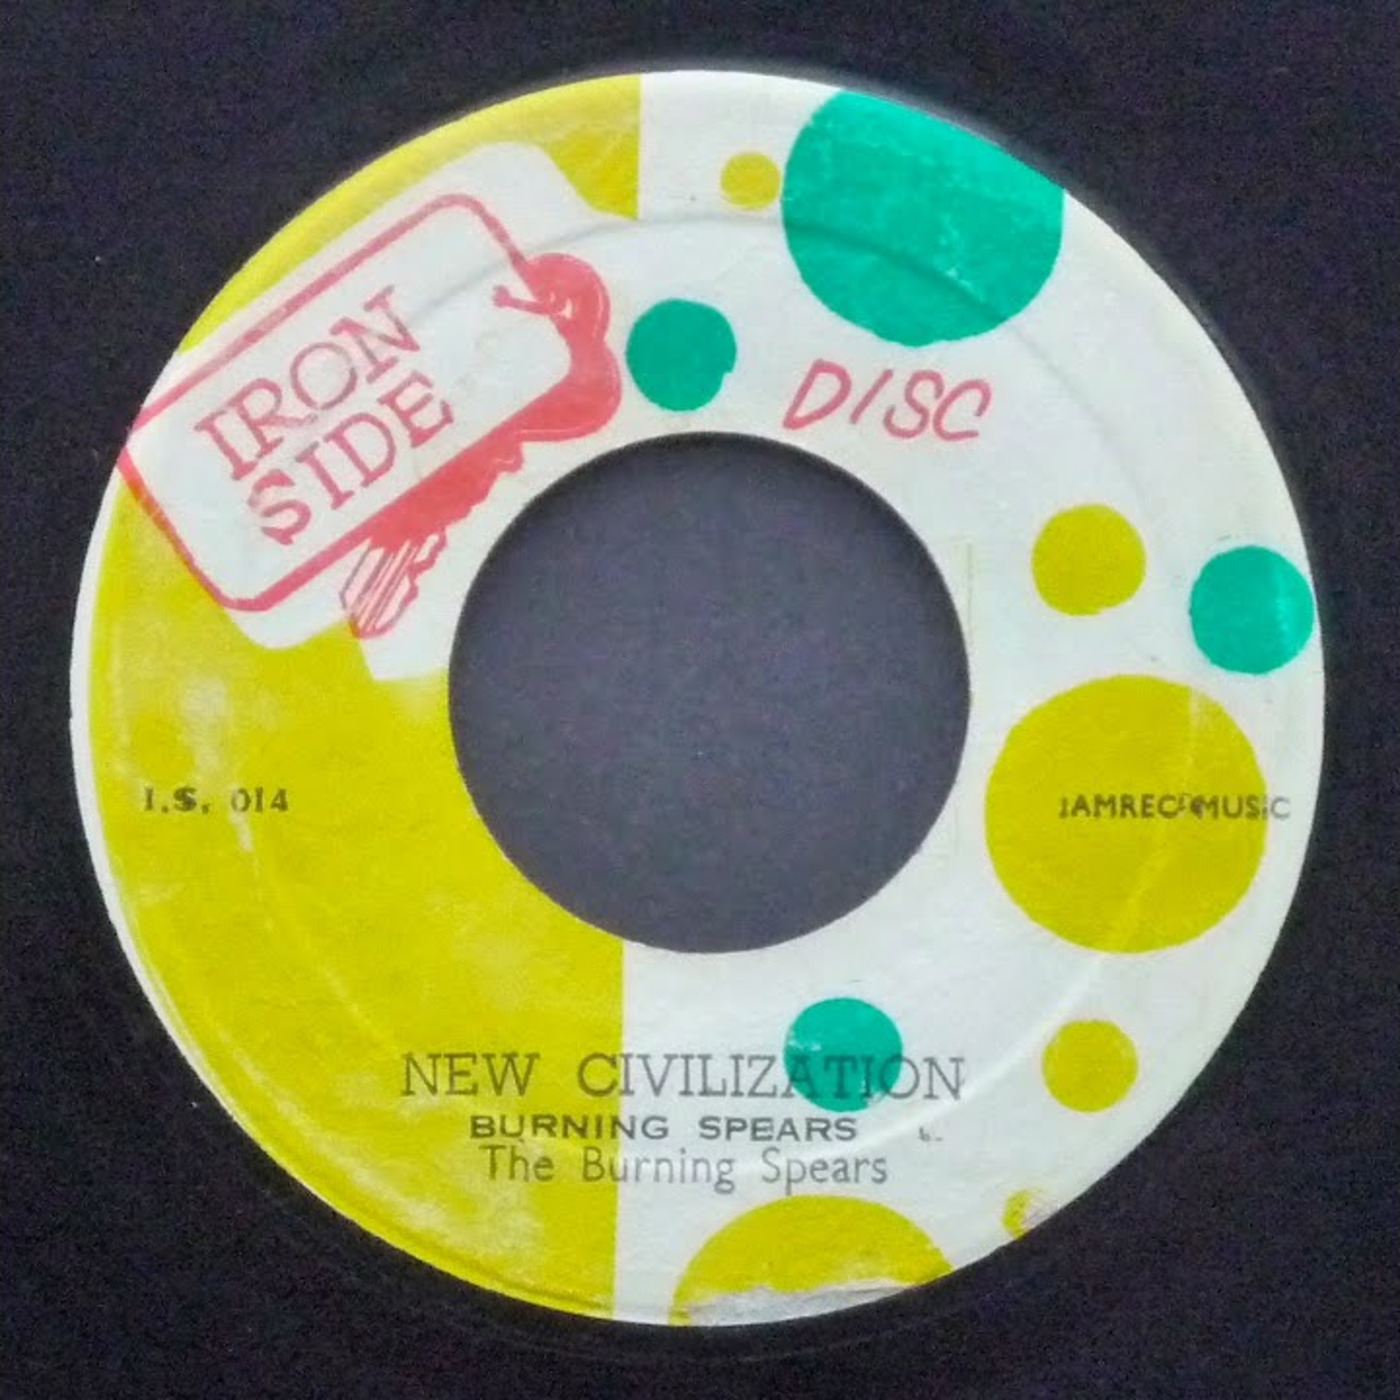 IRON
SIDE
DISC
I.S. 014
JAMREC MUSIC
NEW CIVILIZATION
BURNING SPEARS
The Burning Spears